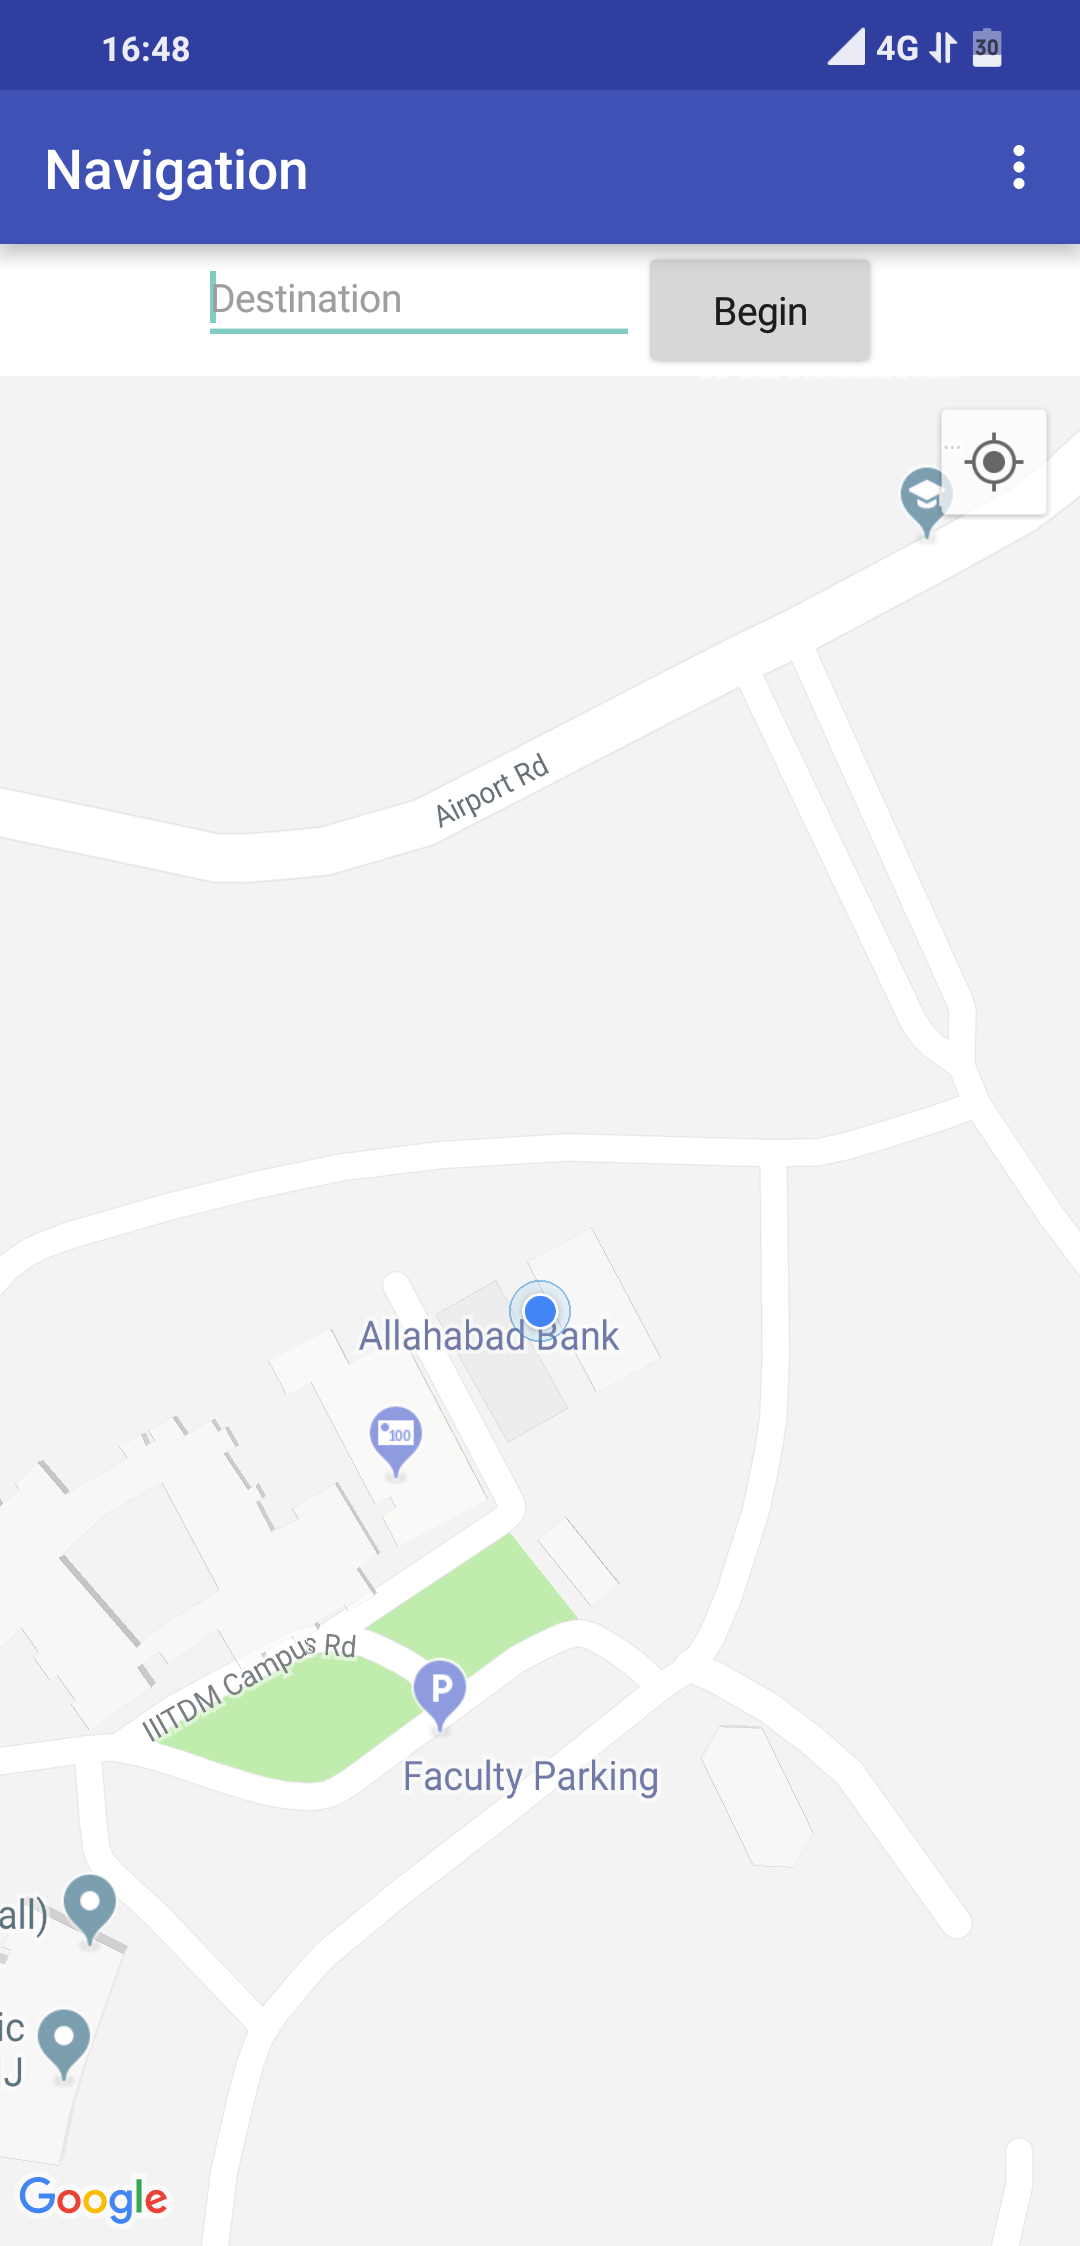 16:48
4G
30
Navigation
Destination
Begin
Airport Rd
Allahabad Bank
100
IIITDM Campus Rd
P
Faculty Parking
all)
ic
J
Google